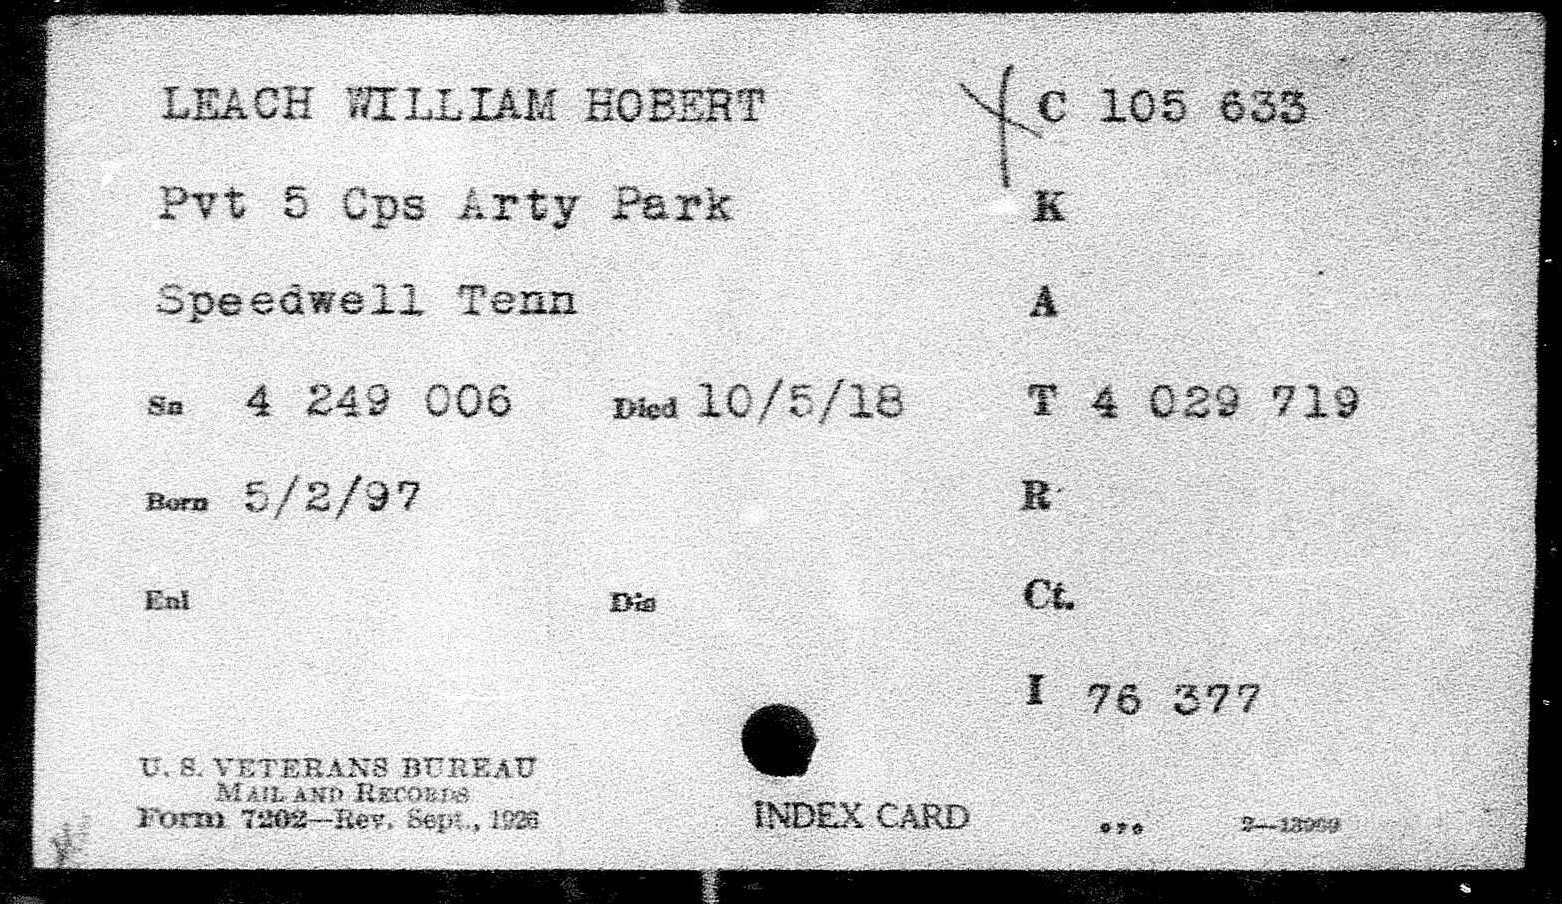 LEACH WILLIAM HOBERT C 105 633
Pvt 5 Cps Arty Park K
Speedwell Tenn A
Sn 4 249 006 Died 10/5/18 T 4 029 719
Born 5/2/97 R
Enl Dis Ct.
I 76 377
U. S. VETERANS BUREAU
MAIL AND RECORDS
Form 7202—Rev. Sept., 1926 INDEX CARD